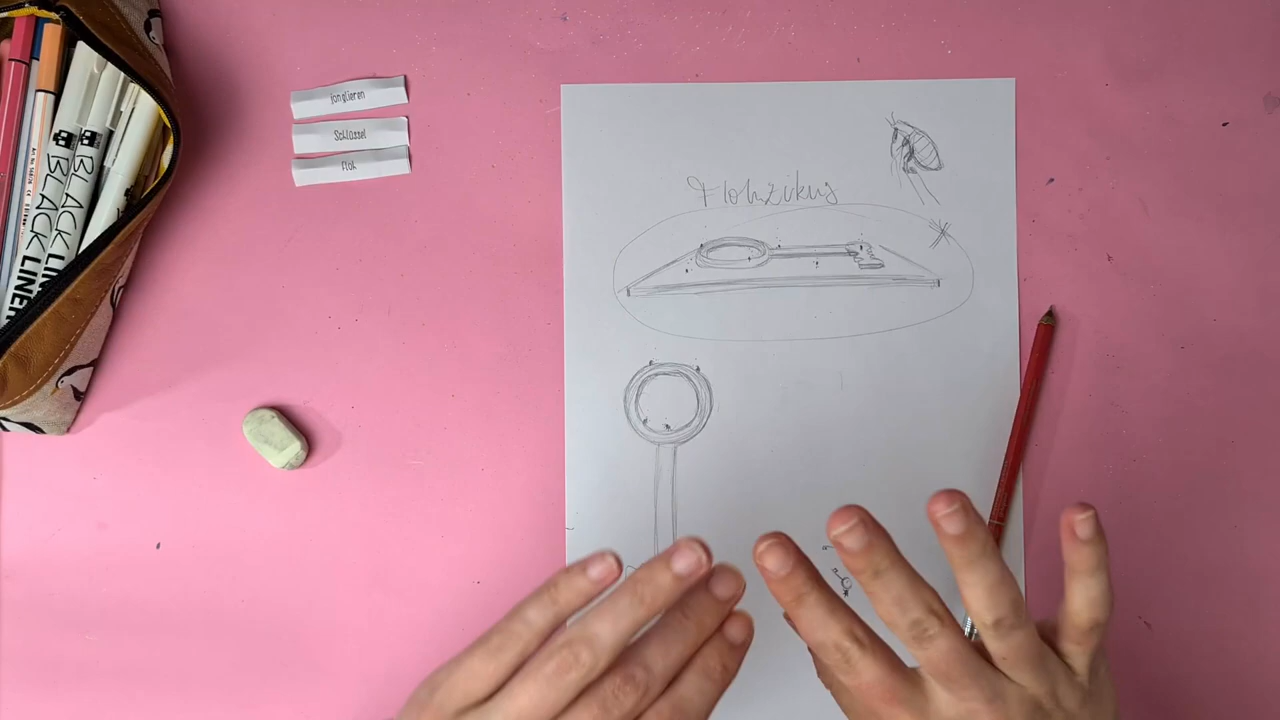 jonglieren
Schlüssel
floh
Flohzirkus
BLACK LINER
BLACK LINER